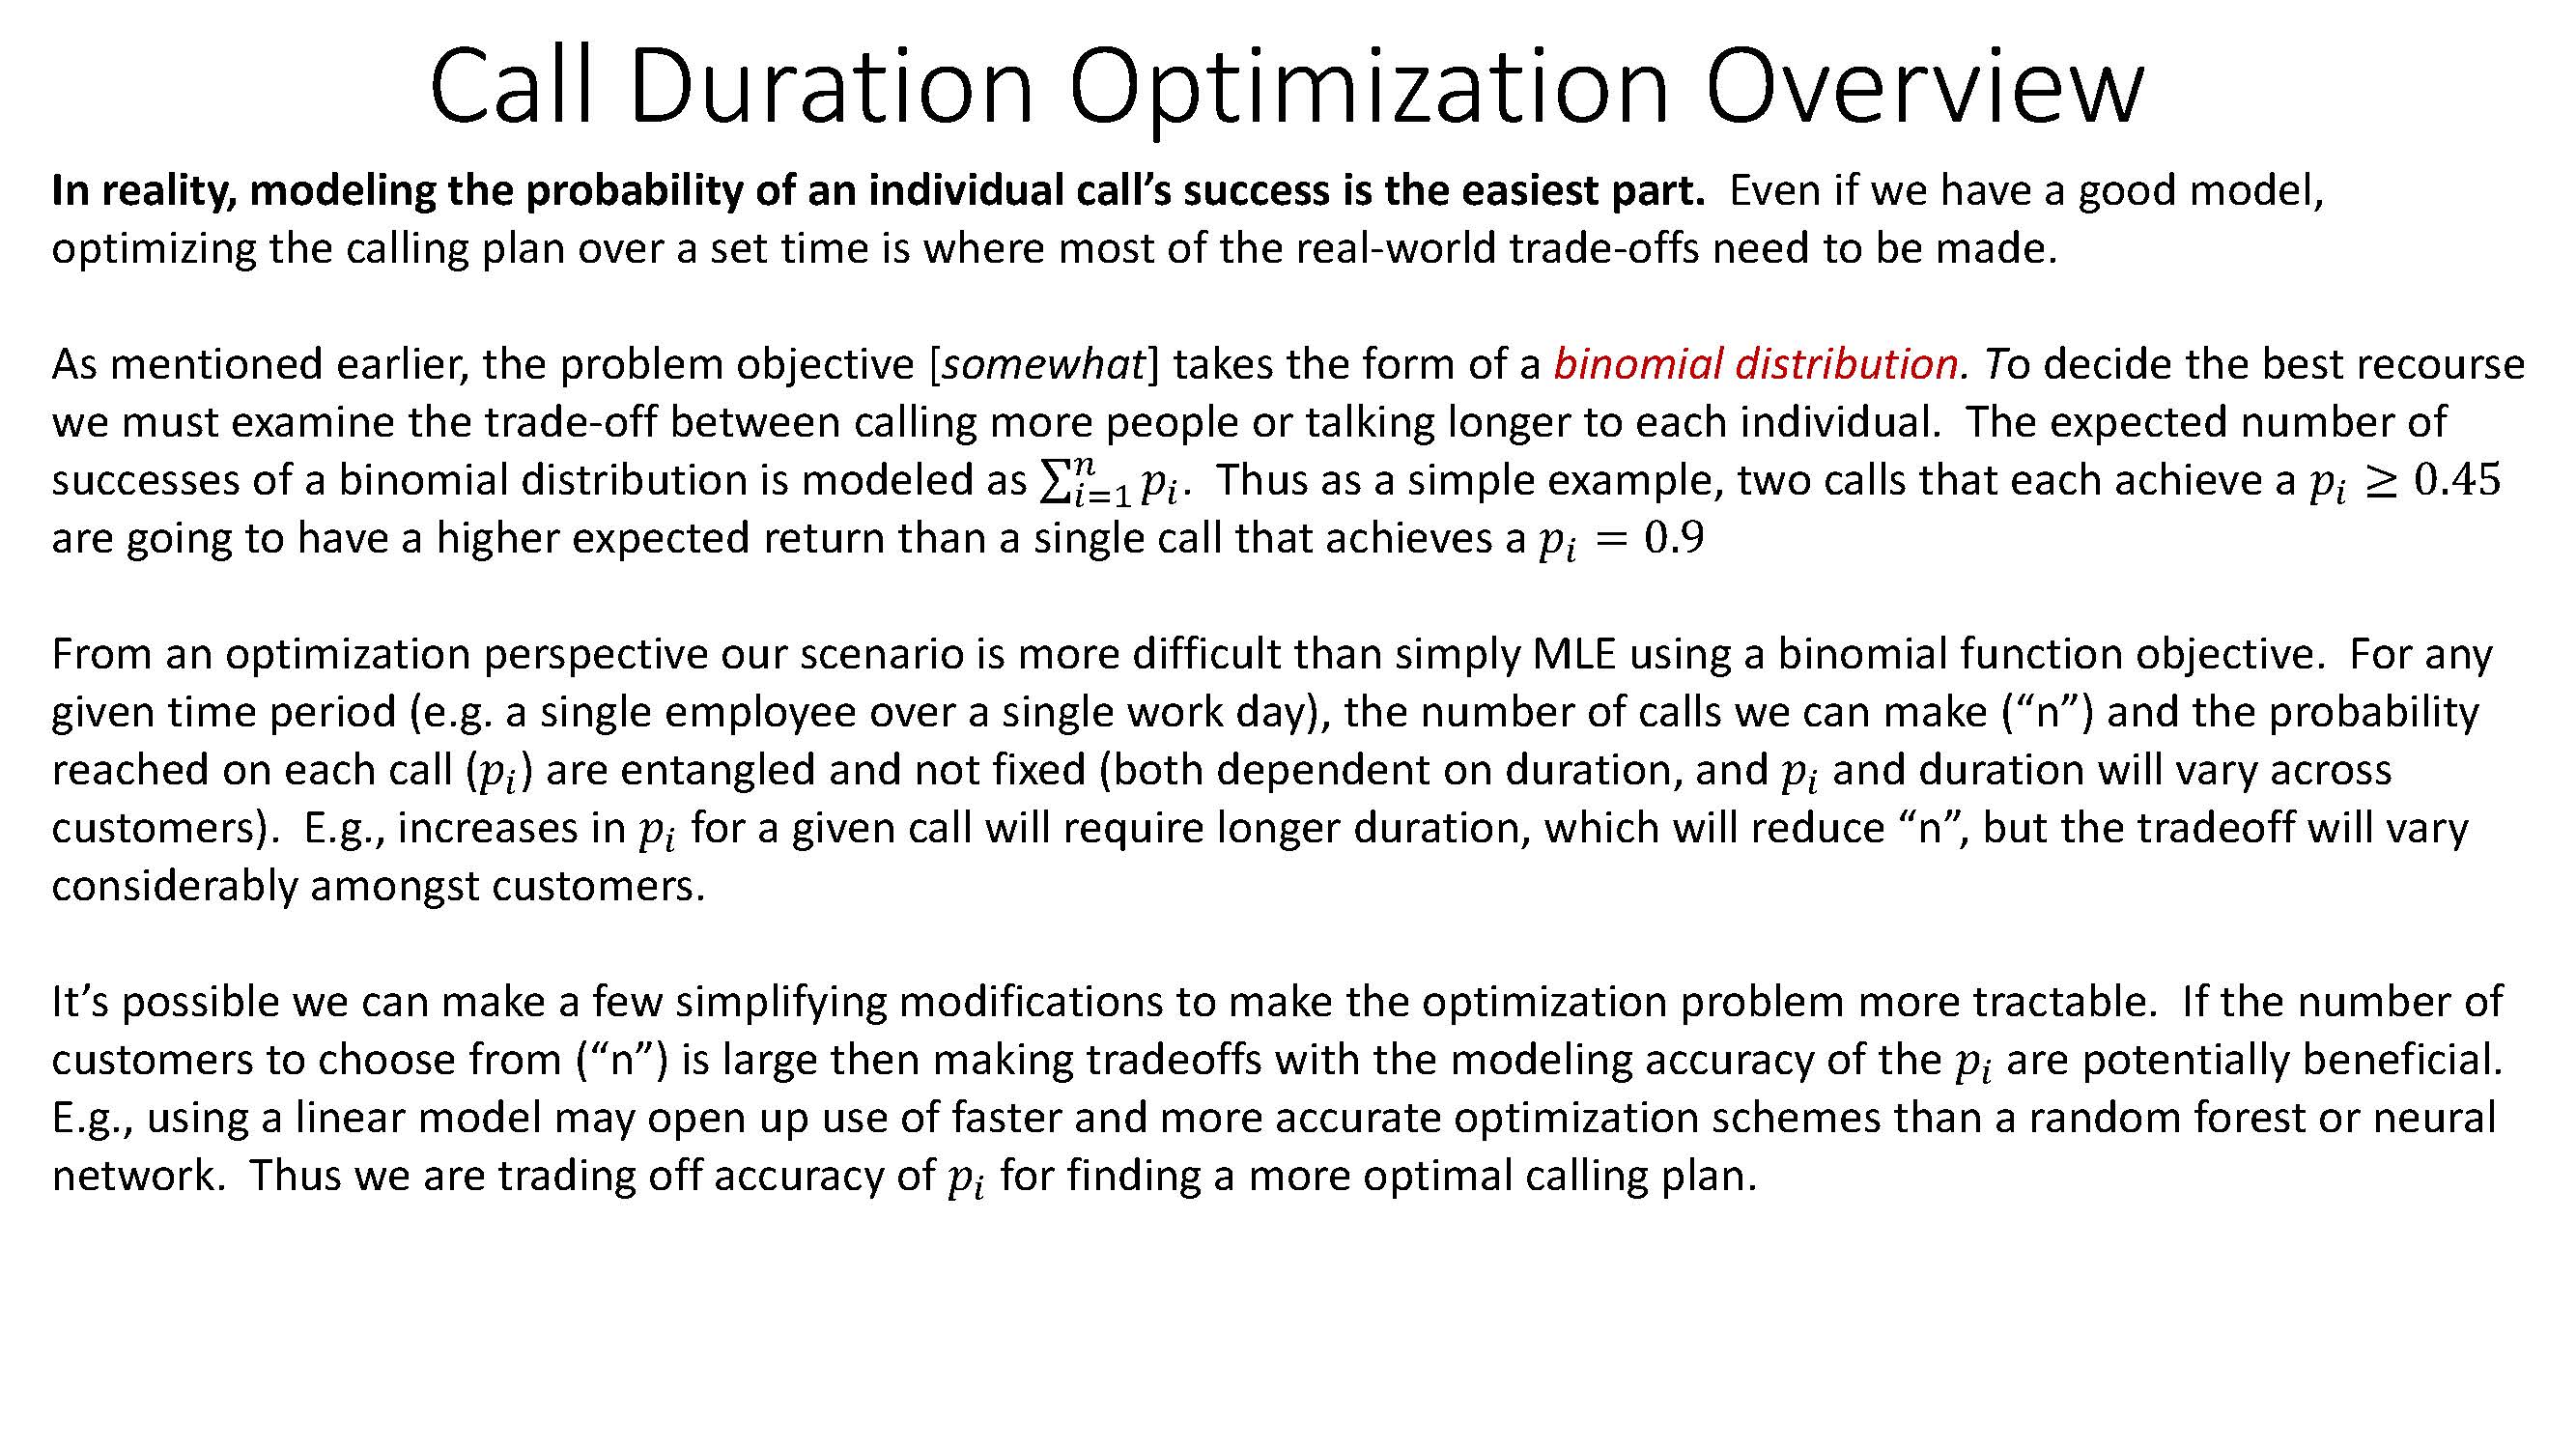 Call Duration Optimization Overview
In reality, modeling the probability of an individual call’s success is the easiest part.  Even if we have a good model,
optimizing the calling plan over a set time is where most of the real-world trade-offs need to be made.
As mentioned earlier, the problem objective [somewhat] takes the form of a binomial distribution. To decide the best recourse
we must examine the trade-off between calling more people or talking longer to each individual.  The expected number of
successes of a binomial distribution is modeled as ∑ⁿᵢ₌₁ pᵢ.  Thus as a simple example, two calls that each achieve a pᵢ ≥ 0.45
are going to have a higher expected return than a single call that achieves a pᵢ = 0.9
From an optimization perspective our scenario is more difficult than simply MLE using a binomial function objective.  For any
given time period (e.g. a single employee over a single work day), the number of calls we can make (“n”) and the probability
reached on each call (pᵢ) are entangled and not fixed (both dependent on duration, and pᵢ and duration will vary across
customers).  E.g., increases in pᵢ for a given call will require longer duration, which will reduce “n”, but the tradeoff will vary
considerably amongst customers.
It’s possible we can make a few simplifying modifications to make the optimization problem more tractable.  If the number of
customers to choose from (“n”) is large then making tradeoffs with the modeling accuracy of the pᵢ are potentially beneficial.
E.g., using a linear model may open up use of faster and more accurate optimization schemes than a random forest or neural
network.  Thus we are trading off accuracy of pᵢ for finding a more optimal calling plan.